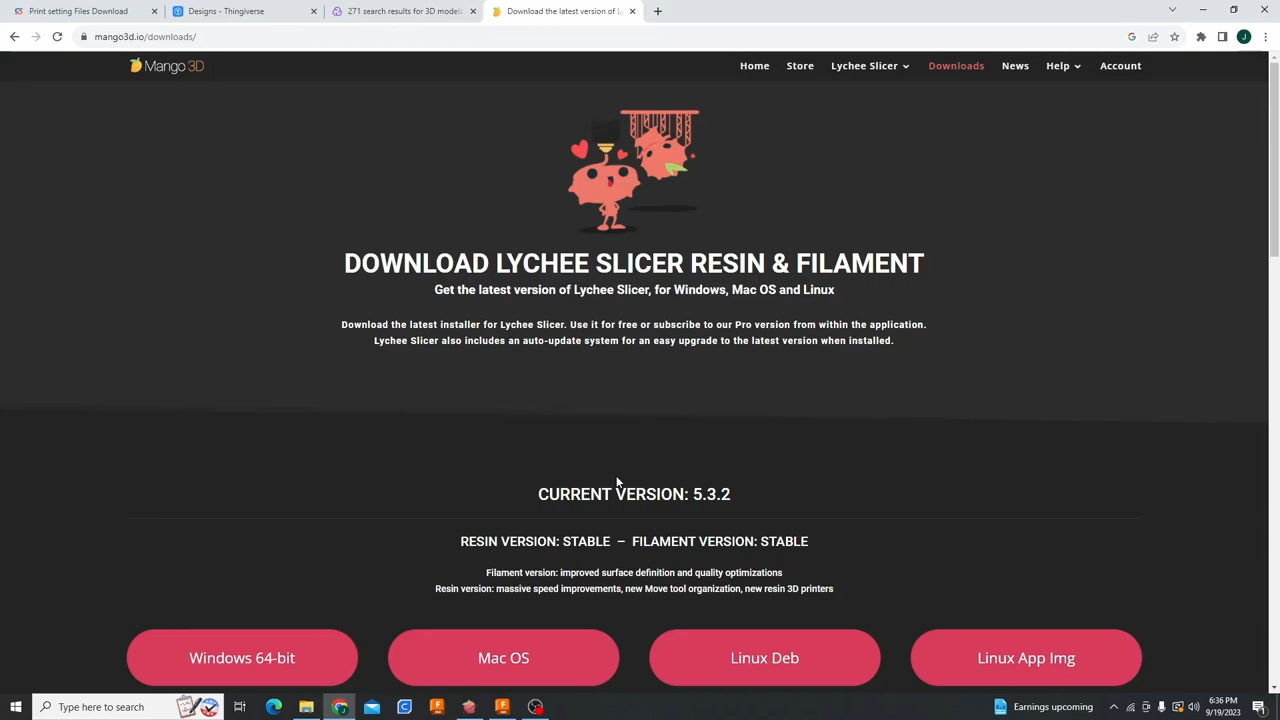 Print setting Files Download
Designs - Thingiverse
271 search results for 3D models
Download the latest version of Ly
mango3d.io/downloads/
J
Mango 3D
Home
Store
Lychee Slicer
Downloads
News
Help
Account
DOWNLOAD LYCHEE SLICER RESIN & FILAMENT
Get the latest version of Lychee Slicer, for Windows, Mac OS and Linux
Download the latest installer for Lychee Slicer. Use it for free or subscribe to our Pro version from within the application.
Lychee Slicer also includes an auto-update system for an easy upgrade to the latest version when installed.
CURRENT VERSION: 5.3.2
RESIN VERSION: STABLE – FILAMENT VERSION: STABLE
Filament version: improved surface definition and quality optimizations
Resin version: massive speed improvements, new Move tool organization, new resin 3D printers
Windows 64-bit
Mac OS
Linux Deb
Linux App Img
Type here to search
Earnings upcoming
6:36 PM
9/19/2023